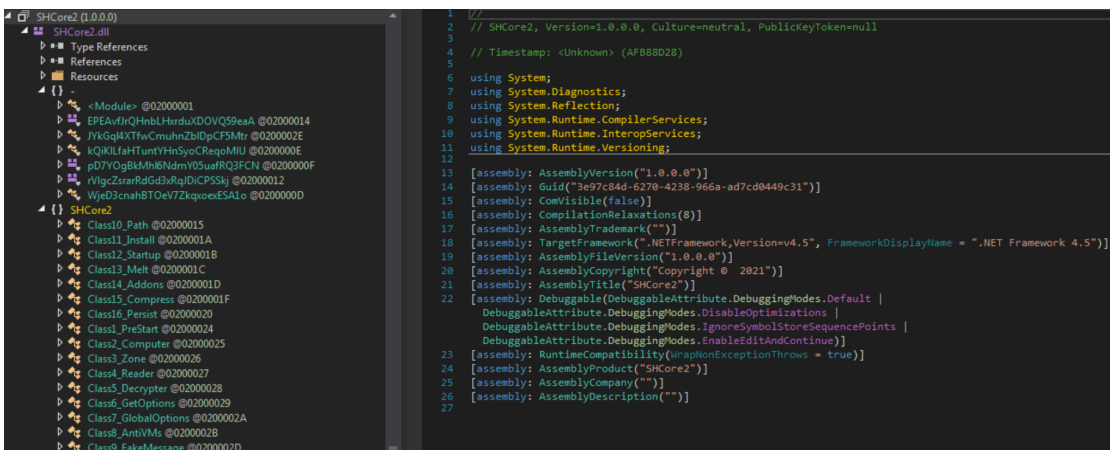 SHCore2 (1.0.0.0)
SHCore2.dll
Type References
References
Resources
{ } -
<Module> @02000001
EPEAvfJrQHnbLHxrduXDOVQ59eaA @02000014
JYkGqI4XTfwCmuhnZbIDpCF5Mtr @0200002E
kQiKILfaHTuntYHnSyoCReqoMIU @0200000E
pD7YOgBkMhl6NdmY05uafRQ3FCN @0200000F
rVIgcZsrarRdGd3xRqJDiCPSSkj @02000012
WjeD3cnahBTOeV7ZkqxoexESA1o @0200000D
{ } SHCore2
Class10_Path @02000015
Class11_Install @0200001A
Class12_Startup @0200001B
Class13_Melt @0200001C
Class14_Addons @0200001D
Class15_Compress @0200001F
Class16_Persist @02000020
Class1_PreStart @02000024
Class2_Computer @02000025
Class3_Zone @02000026
Class4_Reader @02000027
Class5_Decrypter @02000028
Class6_GetOptions @02000029
Class7_GlobalOptions @0200002A
Class8_AntiVMs @0200002B
Class9_FakeMessage @0200002D
1 //
2 // SHCore2, Version=1.0.0.0, Culture=neutral, PublicKeyToken=null
3
4 // Timestamp: <Unknown> (AFB88D28)
5
6 using System;
7 using System.Diagnostics;
8 using System.Reflection;
9 using System.Runtime.CompilerServices;
10 using System.Runtime.InteropServices;
11 using System.Runtime.Versioning;
12
13 [assembly: AssemblyVersion("1.0.0.0")]
14 [assembly: Guid("3e97c84d-6270-4238-966a-ad7cd0449c31")]
15 [assembly: ComVisible(false)]
16 [assembly: CompilationRelaxations(8)]
17 [assembly: AssemblyTrademark("")]
18 [assembly: TargetFramework(".NETFramework,Version=v4.5", FrameworkDisplayName = ".NET Framework 4.5")]
19 [assembly: AssemblyFileVersion("1.0.0.0")]
20 [assembly: AssemblyCopyright("Copyright ©  2021")]
21 [assembly: AssemblyTitle("SHCore2")]
22 [assembly: Debuggable(DebuggableAttribute.DebuggingModes.Default |
DebuggableAttribute.DebuggingModes.DisableOptimizations |
DebuggableAttribute.DebuggingModes.IgnoreSymbolStoreSequencePoints |
DebuggableAttribute.DebuggingModes.EnableEditAndContinue)]
23 [assembly: RuntimeCompatibility(WrapNonExceptionThrows = true)]
24 [assembly: AssemblyProduct("SHCore2")]
25 [assembly: AssemblyCompany("")]
26 [assembly: AssemblyDescription("")]
27